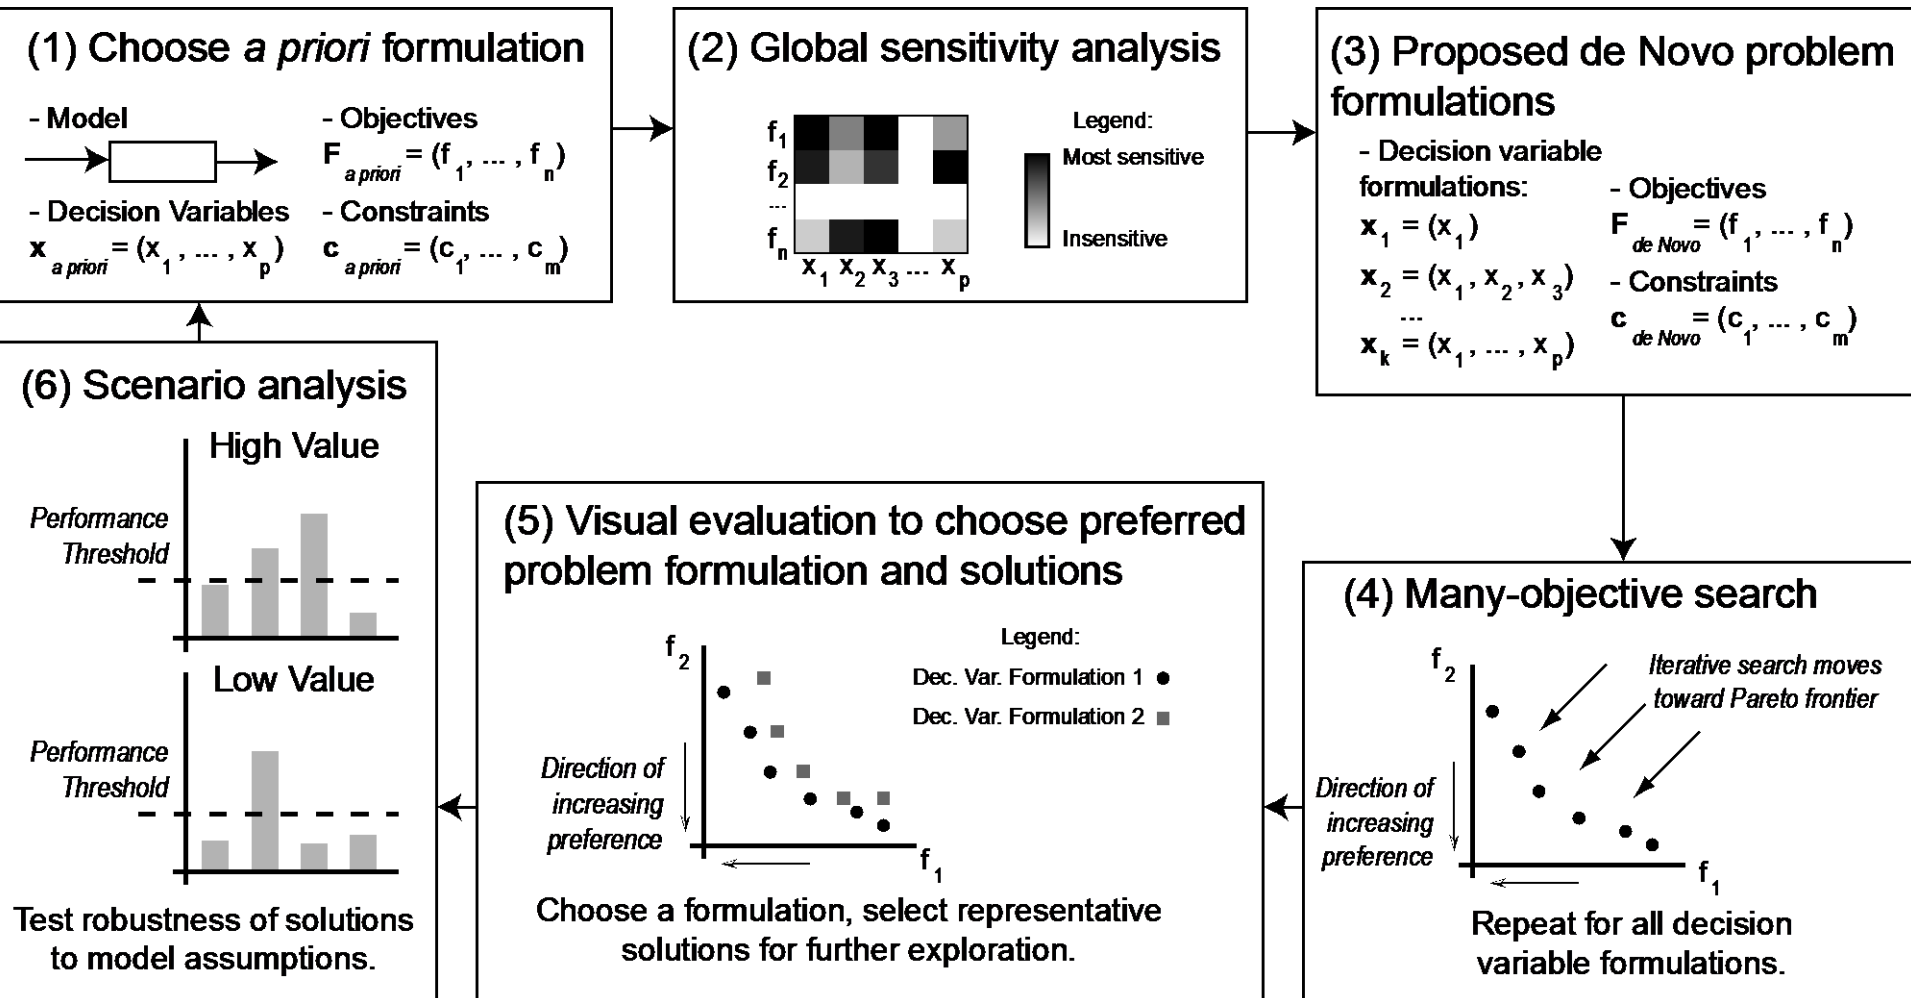 (1) Choose a priori formulation
- Model
- Objectives
F a priori = (f 1, ... , f n)
- Decision Variables
x a priori = (x 1, ... , x p)
- Constraints
c a priori = (c 1, ... , c m)
(2) Global sensitivity analysis
f 1
f 2
...
f n
x 1 x 2 x 3 ... x p
Legend:
Most sensitive
Insensitive
(3) Proposed de Novo problem
formulations
- Decision variable
formulations:
x 1 = (x 1)
x 2 = (x 1, x 2, x 3)
...
x k = (x 1, ... , x p)
- Objectives
F de Novo = (f 1, ... , f n)
- Constraints
c de Novo = (c 1, ... , c m)
(4) Many-objective search
f 2
Iterative search moves
toward Pareto frontier
Direction of
increasing
preference
f 1
Repeat for all decision
variable formulations.
(5) Visual evaluation to choose preferred
problem formulation and solutions
f 2
Legend:
Dec. Var. Formulation 1
Dec. Var. Formulation 2
Direction of
increasing
preference
f 1
Choose a formulation, select representative
solutions for further exploration.
(6) Scenario analysis
High Value
Performance
Threshold
Low Value
Performance
Threshold
Test robustness of solutions
to model assumptions.